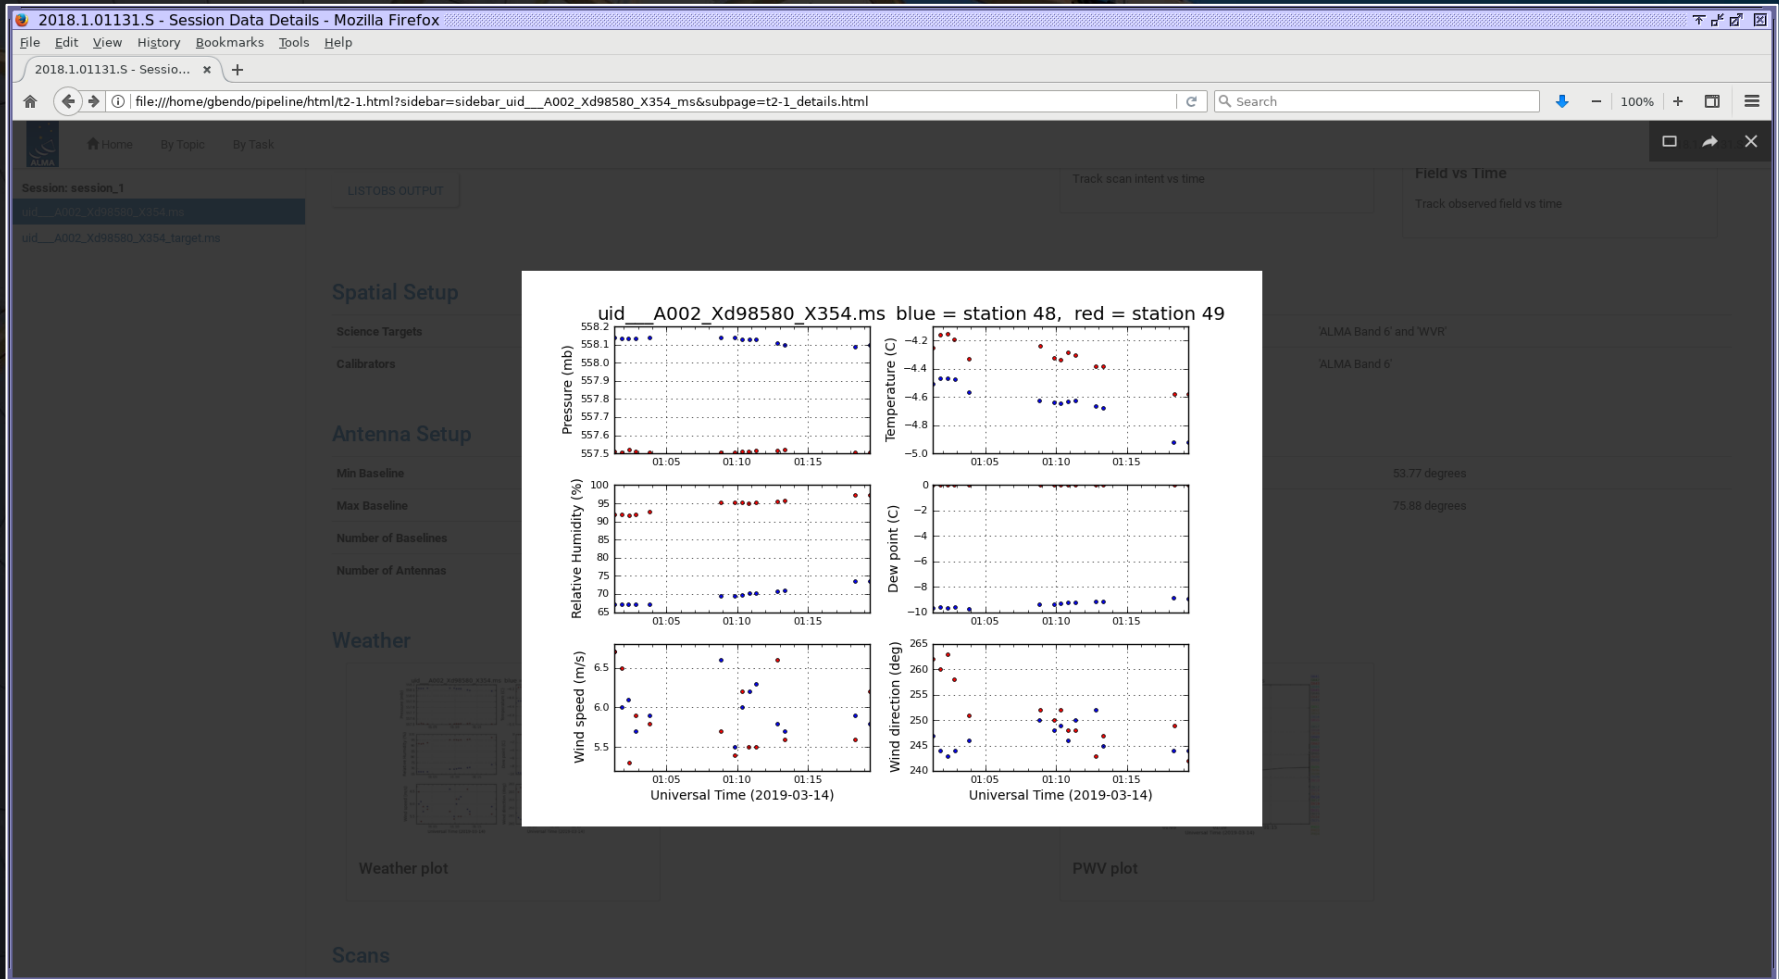 2018.1.01131.S - Session Data Details - Mozilla Firefox
File Edit View History Bookmarks Tools Help
2018.1.01131.S - Sessio...
file:///home/gbendo/pipeline/html/t2-1.html?sidebar=sidebar_uid___A002_Xd98580_X354_ms&subpage=t2-1_details.html
Search
100%
ALMA
Home By Topic By Task
Session: session_1
uid___A002_Xd98580_X354.ms
uid___A002_Xd98580_X354_target.ms
LISTOBS OUTPUT
Track scan intent vs time
Field vs Time
Track observed field vs time
Spatial Setup
Science Targets
'ALMA Band 6' and 'WVR'
Calibrators
'ALMA Band 6'
Antenna Setup
Min Baseline
53.77 degrees
Max Baseline
75.88 degrees
Number of Baselines
Number of Antennas
Weather
Weather plot
PWV plot
Scans
uid___A002_Xd98580_X354.ms blue = station 48, red = station 49
Pressure (mb)
558.2
558.1
558.0
557.9
557.8
557.7
557.6
557.5
01:05 01:10 01:15
Temperature (C)
−4.2
−4.4
−4.6
−4.8
−5.0
01:05 01:10 01:15
Relative Humidity (%)
100
95
90
85
80
75
70
65
01:05 01:10 01:15
Dew point (C)
0
−2
−4
−6
−8
−10
01:05 01:10 01:15
Wind speed (m/s)
6.5
6.0
5.5
01:05 01:10 01:15
Universal Time (2019-03-14)
Wind direction (deg)
265
260
255
250
245
240
01:05 01:10 01:15
Universal Time (2019-03-14)